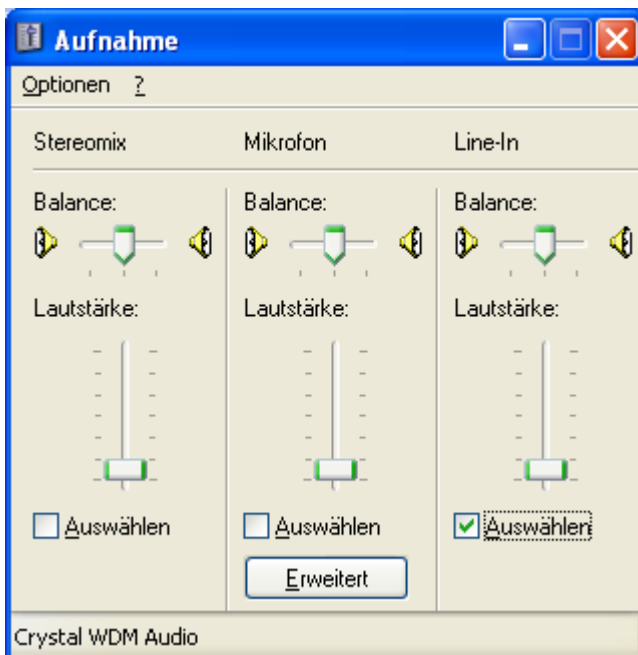 Aufnahme
Optionen ?
Stereomix Mikrofon Line-In
Balance: Balance: Balance:
Lautstärke: Lautstärke: Lautstärke:
Auswählen Auswählen Auswählen
Erweitert
Crystal WDM Audio